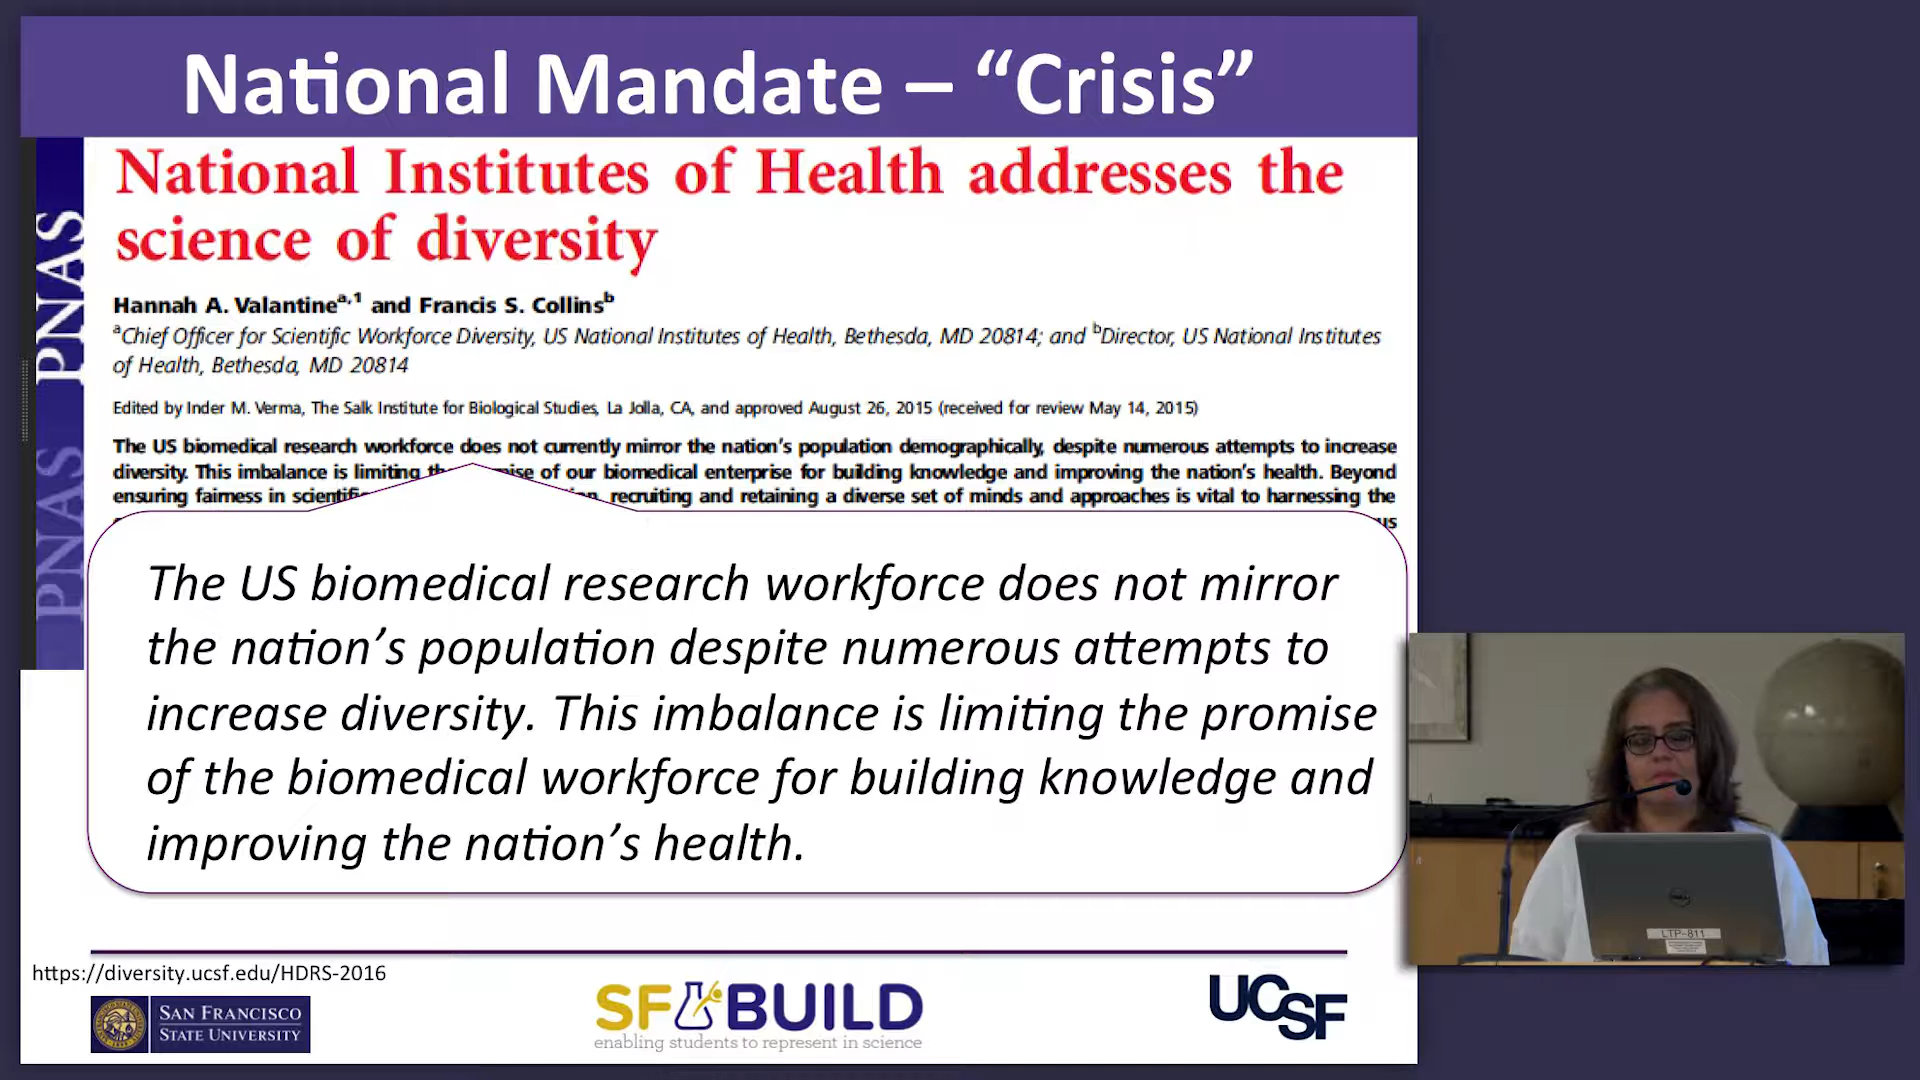 National Mandate – “Crisis”
PNAS
PNAS
National Institutes of Health addresses the
science of diversity
Hannah A. Valantineᵃ,¹ and Francis S. Collinsᵇ
ᵃChief Officer for Scientific Workforce Diversity, US National Institutes of Health, Bethesda, MD 20814; and ᵇDirector, US National Institutes
of Health, Bethesda, MD 20814
Edited by Inder M. Verma, The Salk Institute for Biological Studies, La Jolla, CA, and approved August 26, 2015 (received for review May 14, 2015)
The US biomedical research workforce does not currently mirror the nation’s population demographically, despite numerous attempts to increase
diversity. This imbalance is limiting of our biomedical enterprise for building knowledge and improving the nation’s health. Beyond
ensuring fairness in recruiting and retaining a diverse set of minds and approaches is vital to harnessing the
The US biomedical research workforce does not mirror
the nation’s population despite numerous attempts to
increase diversity. This imbalance is limiting the promise
of the biomedical workforce for building knowledge and
improving the nation’s health.
https://diversity.ucsf.edu/HDRS-2016
SAN FRANCISCO
STATE UNIVERSITY
SF BUILD
enabling students to represent in science
UCSF
DELL
LTP-811